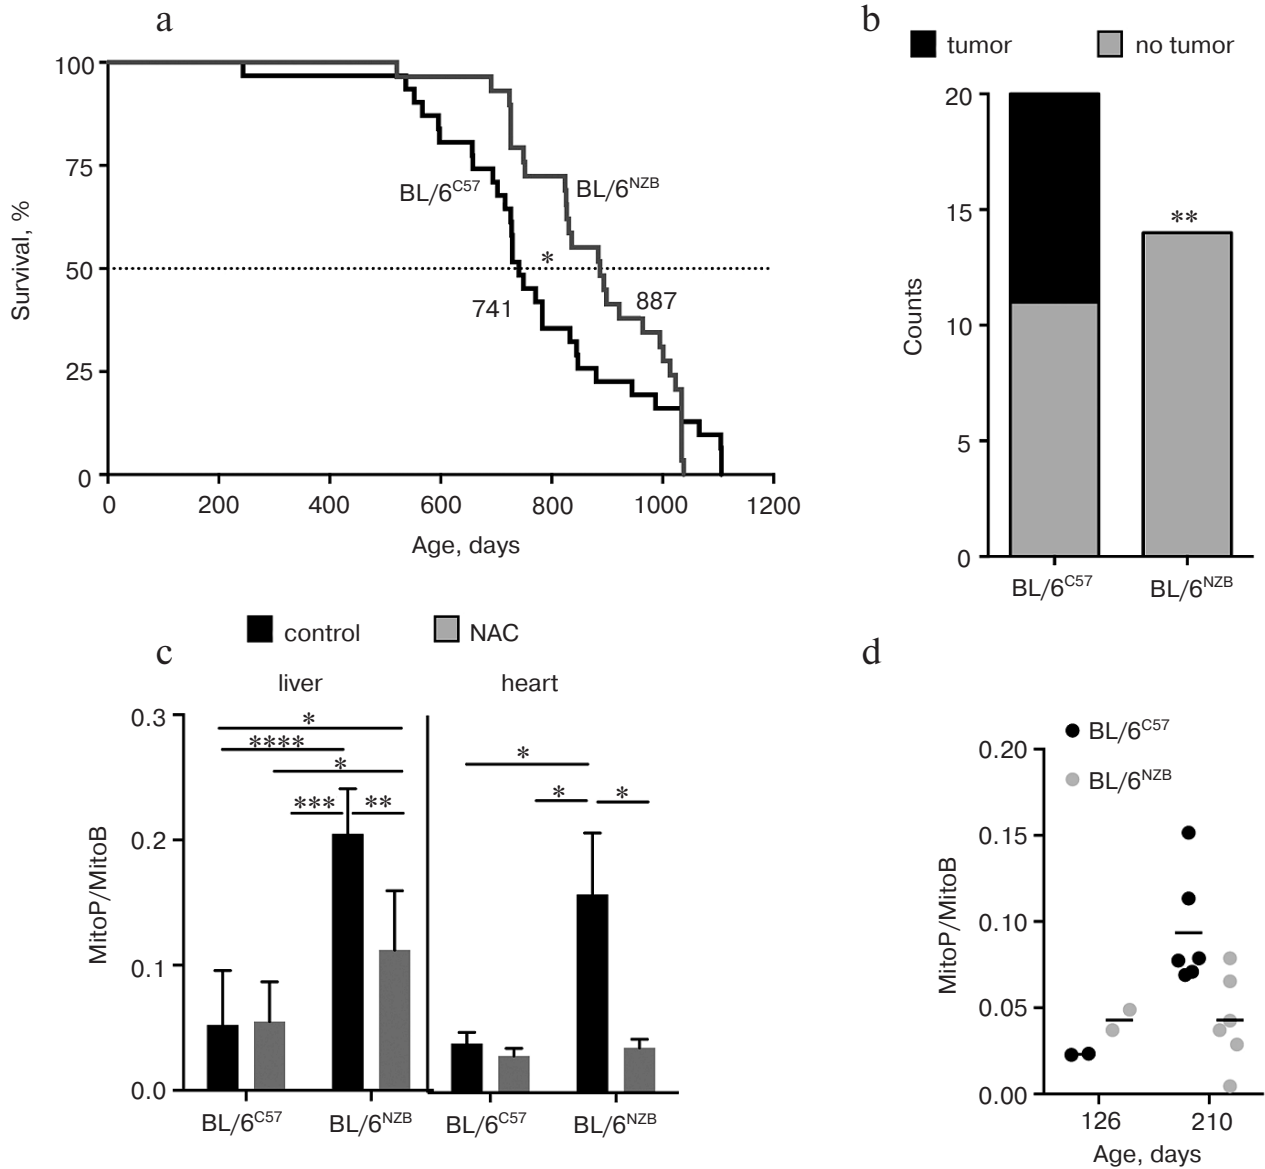 a
100
75
50
25
0
Survival, %
BL/6C57
BL/6NZB
*
741
887
0 200 400 600 800 1000 1200
Age, days
b
tumor no tumor
20
15
10
5
0
Counts
**
BL/6C57 BL/6NZB
c
control NAC
liver heart
0.3
0.2
0.1
0.0
MitoP/MitoB
*
****
*
*** **
*
* *
BL/6C57 BL/6NZB BL/6C57 BL/6NZB
d
BL/6C57
BL/6NZB
0.20
0.15
0.10
0.05
0.00
MitoP/MitoB
126 210
Age, days